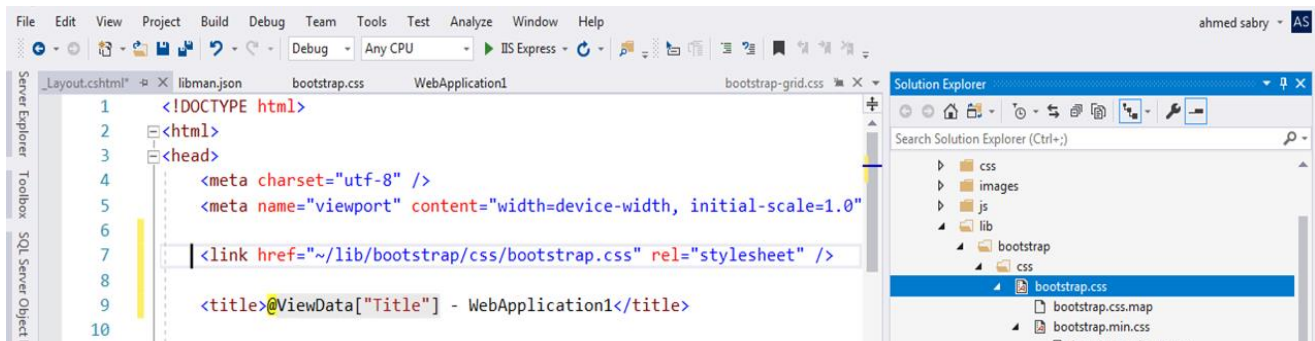 File Edit View Project Build Debug Team Tools Test Analyze Window Help ahmed sabry AS
Debug Any CPU IIS Express
_Layout.cshtml* libman.json bootstrap.css WebApplication1 bootstrap-grid.css
Server Explorer
Toolbox
SQL Server Object
1 <!DOCTYPE html>
2 <html>
3 <head>
4 <meta charset="utf-8" />
5 <meta name="viewport" content="width=device-width, initial-scale=1.0"
6
7 <link href="~/lib/bootstrap/css/bootstrap.css" rel="stylesheet" />
8
9 <title>@ViewData["Title"] - WebApplication1</title>
10
Solution Explorer
Search Solution Explorer (Ctrl+;)
css
images
js
lib
bootstrap
css
bootstrap.css
bootstrap.css.map
bootstrap.min.css